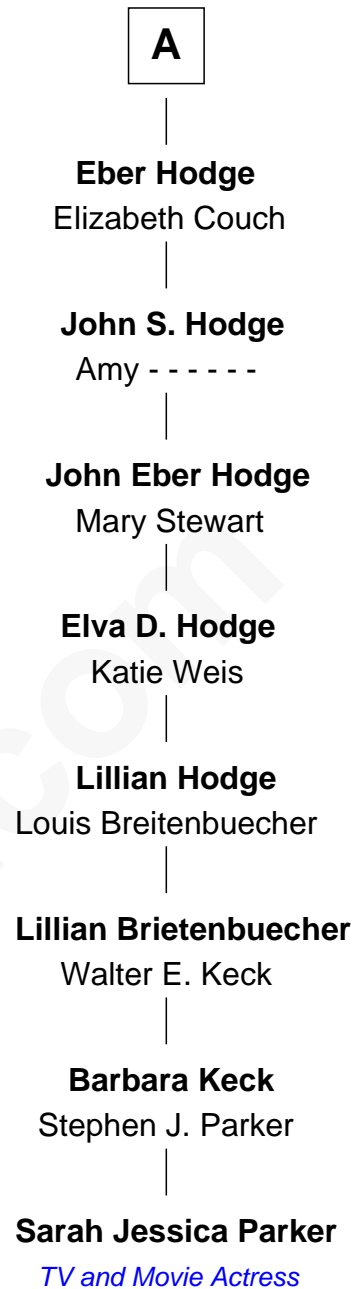 A
Eber Hodge
Elizabeth Couch
John S. Hodge
Amy - - - - - -
John Eber Hodge
Mary Stewart
Elva D. Hodge
Katie Weis
Lillian Hodge
Louis Breitenbuecher
Lillian Brietenbuecher
Walter E. Keck
Barbara Keck
Stephen J. Parker
Sarah Jessica Parker
TV and Movie Actress
com